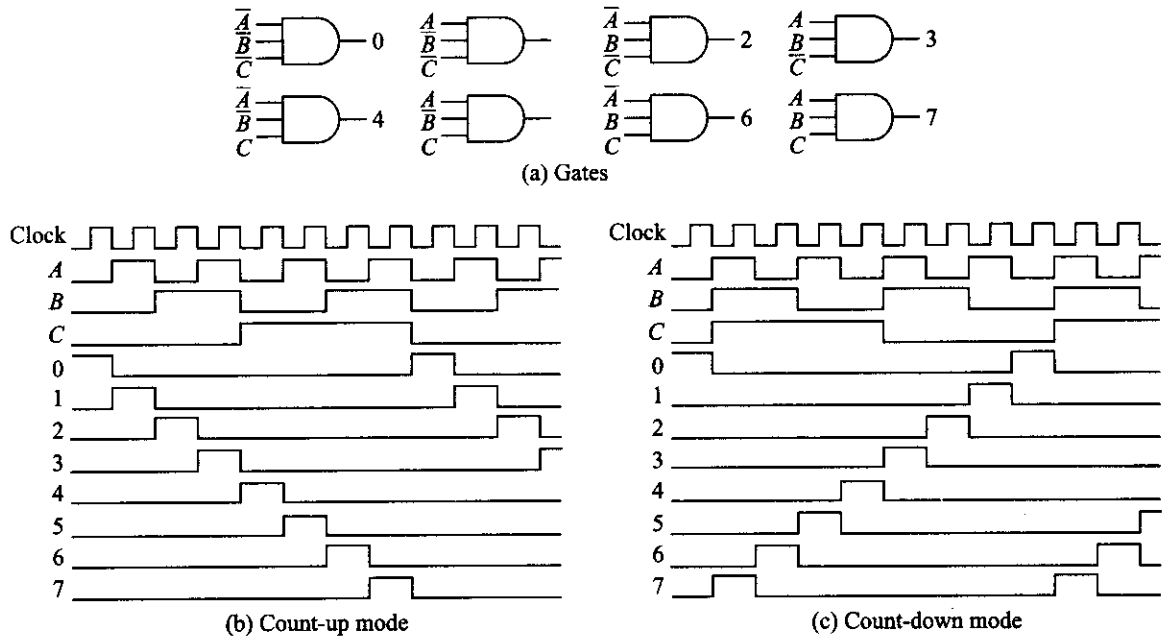 A̅ A A̅ A
B̅ 0 B̅ B 2 B 3
C̅ C̅ C̅ C̅
A̅ A A̅ A
B̅ 4 B̅ B 6 B 7
C C C C
(a) Gates
Clock
A
B
C
0
1
2
3
4
5
6
7
(b) Count-up mode
Clock
A
B
C
0
1
2
3
4
5
6
7
(c) Count-down mode